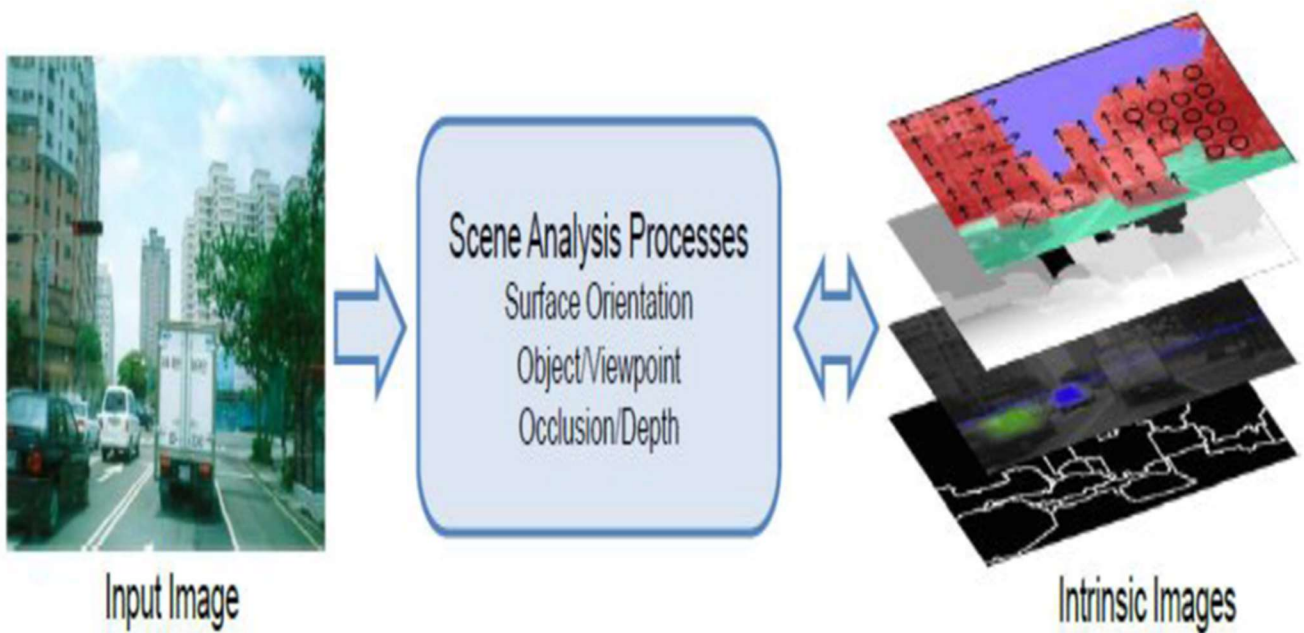 Scene Analysis Processes
Surface Orientation
Object/Viewpoint
Occlusion/Depth
Input Image
Intrinsic Images